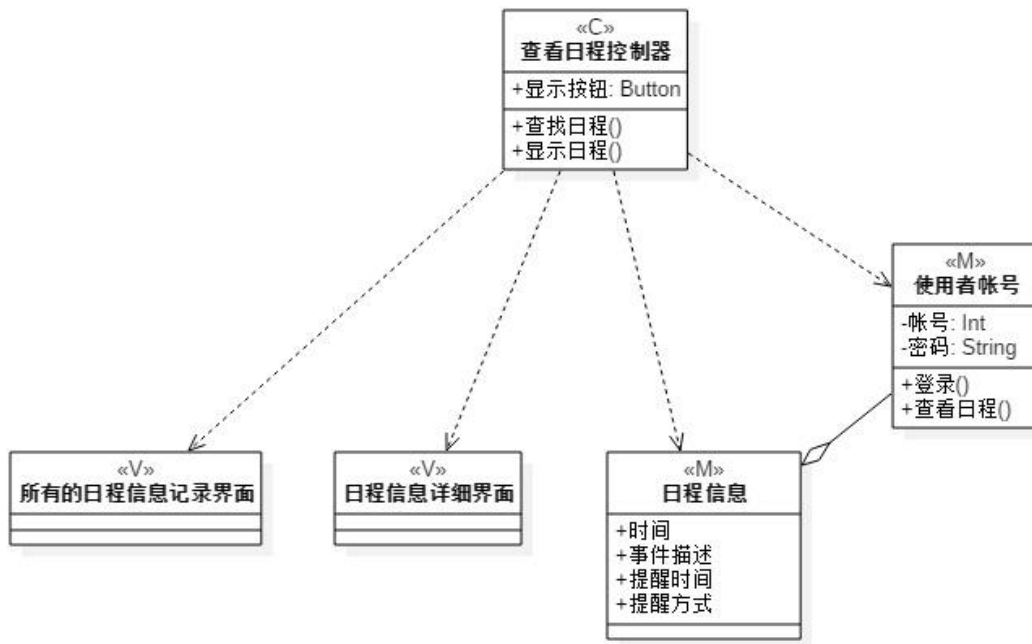 «C»
查看日程控制器
+显示按钮: Button
+查找日程()
+显示日程()
«M»
使用者帐号
-帐号: Int
-密码: String
+登录()
+查看日程()
«V»
所有的日程信息记录界面
«V»
日程信息详细界面
«M»
日程信息
+时间
+事件描述
+提醒时间
+提醒方式